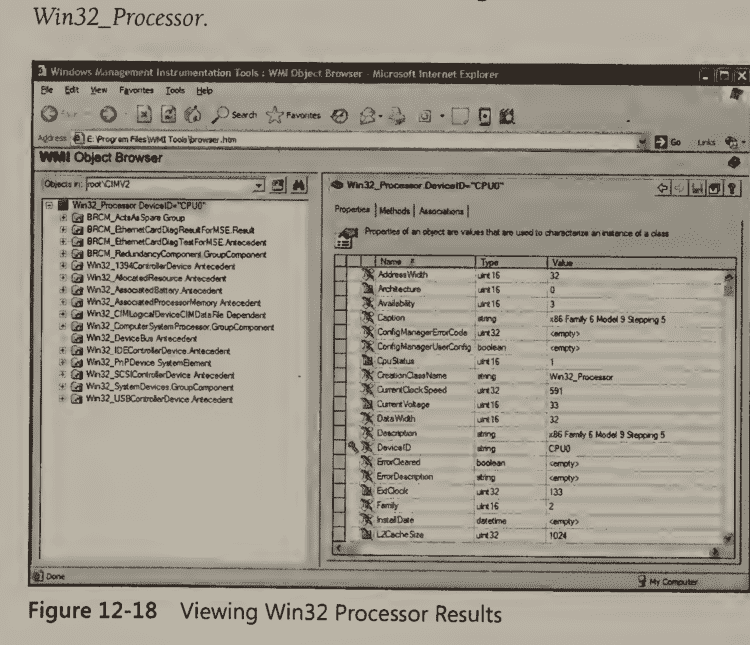 Win32_Processor.
Windows Management Instrumentation Tools : WMI Object Browser - Microsoft Internet Explorer
File Edit View Favorites Tools Help
Search Favorites
Address E:\Program Files\WMI Tools\browser.htm Go Links
WMI Object Browser
Objects in: root\CIMV2
Win32_Processor.DeviceID="CPU0"
BRCM_ActsAsSpare.Group
BRCM_EthernetCardDiagResultForMSE.Result
BRCM_EthernetCardDiagTestForMSE.Antecedent
BRCM_RedundancyComponent.GroupComponent
Win32_1394ControllerDevice.Antecedent
Win32_AllocatedResource.Antecedent
Win32_AssociatedBattery.Antecedent
Win32_AssociatedProcessorMemory.Antecedent
Win32_CIMLogicalDeviceCIMDataFile.Dependent
Win32_ComputerSystemProcessor.GroupComponent
Win32_DeviceBus.Antecedent
Win32_IDEControllerDevice.Antecedent
Win32_PnPDevice.SystemElement
Win32_SCSIControllerDevice.Antecedent
Win32_SystemDevices.GroupComponent
Win32_USBControllerDevice.Antecedent
Win32_Processor.DeviceID="CPU0"
Properties Methods Associations
Properties of an object are values that are used to characterize an instance of a class
Name Type Value
AddressWidth uint16 32
Architecture uint16 0
Availability uint16 3
Caption string x86 Family 6 Model 9 Stepping 5
ConfigManagerErrorCode uint32 <empty>
ConfigManagerUserConfig boolean <empty>
CpuStatus uint16 1
CreationClassName string Win32_Processor
CurrentClockSpeed uint32 591
CurrentVoltage uint16 33
DataWidth uint16 32
Description string x86 Family 6 Model 9 Stepping 5
DeviceID string CPU0
ErrorCleared boolean <empty>
ErrorDescription string <empty>
ExtClock uint32 133
Family uint16 2
InstallDate datetime <empty>
L2CacheSize uint32 1024
Done My Computer
Figure 12-18 Viewing Win32 Processor Results